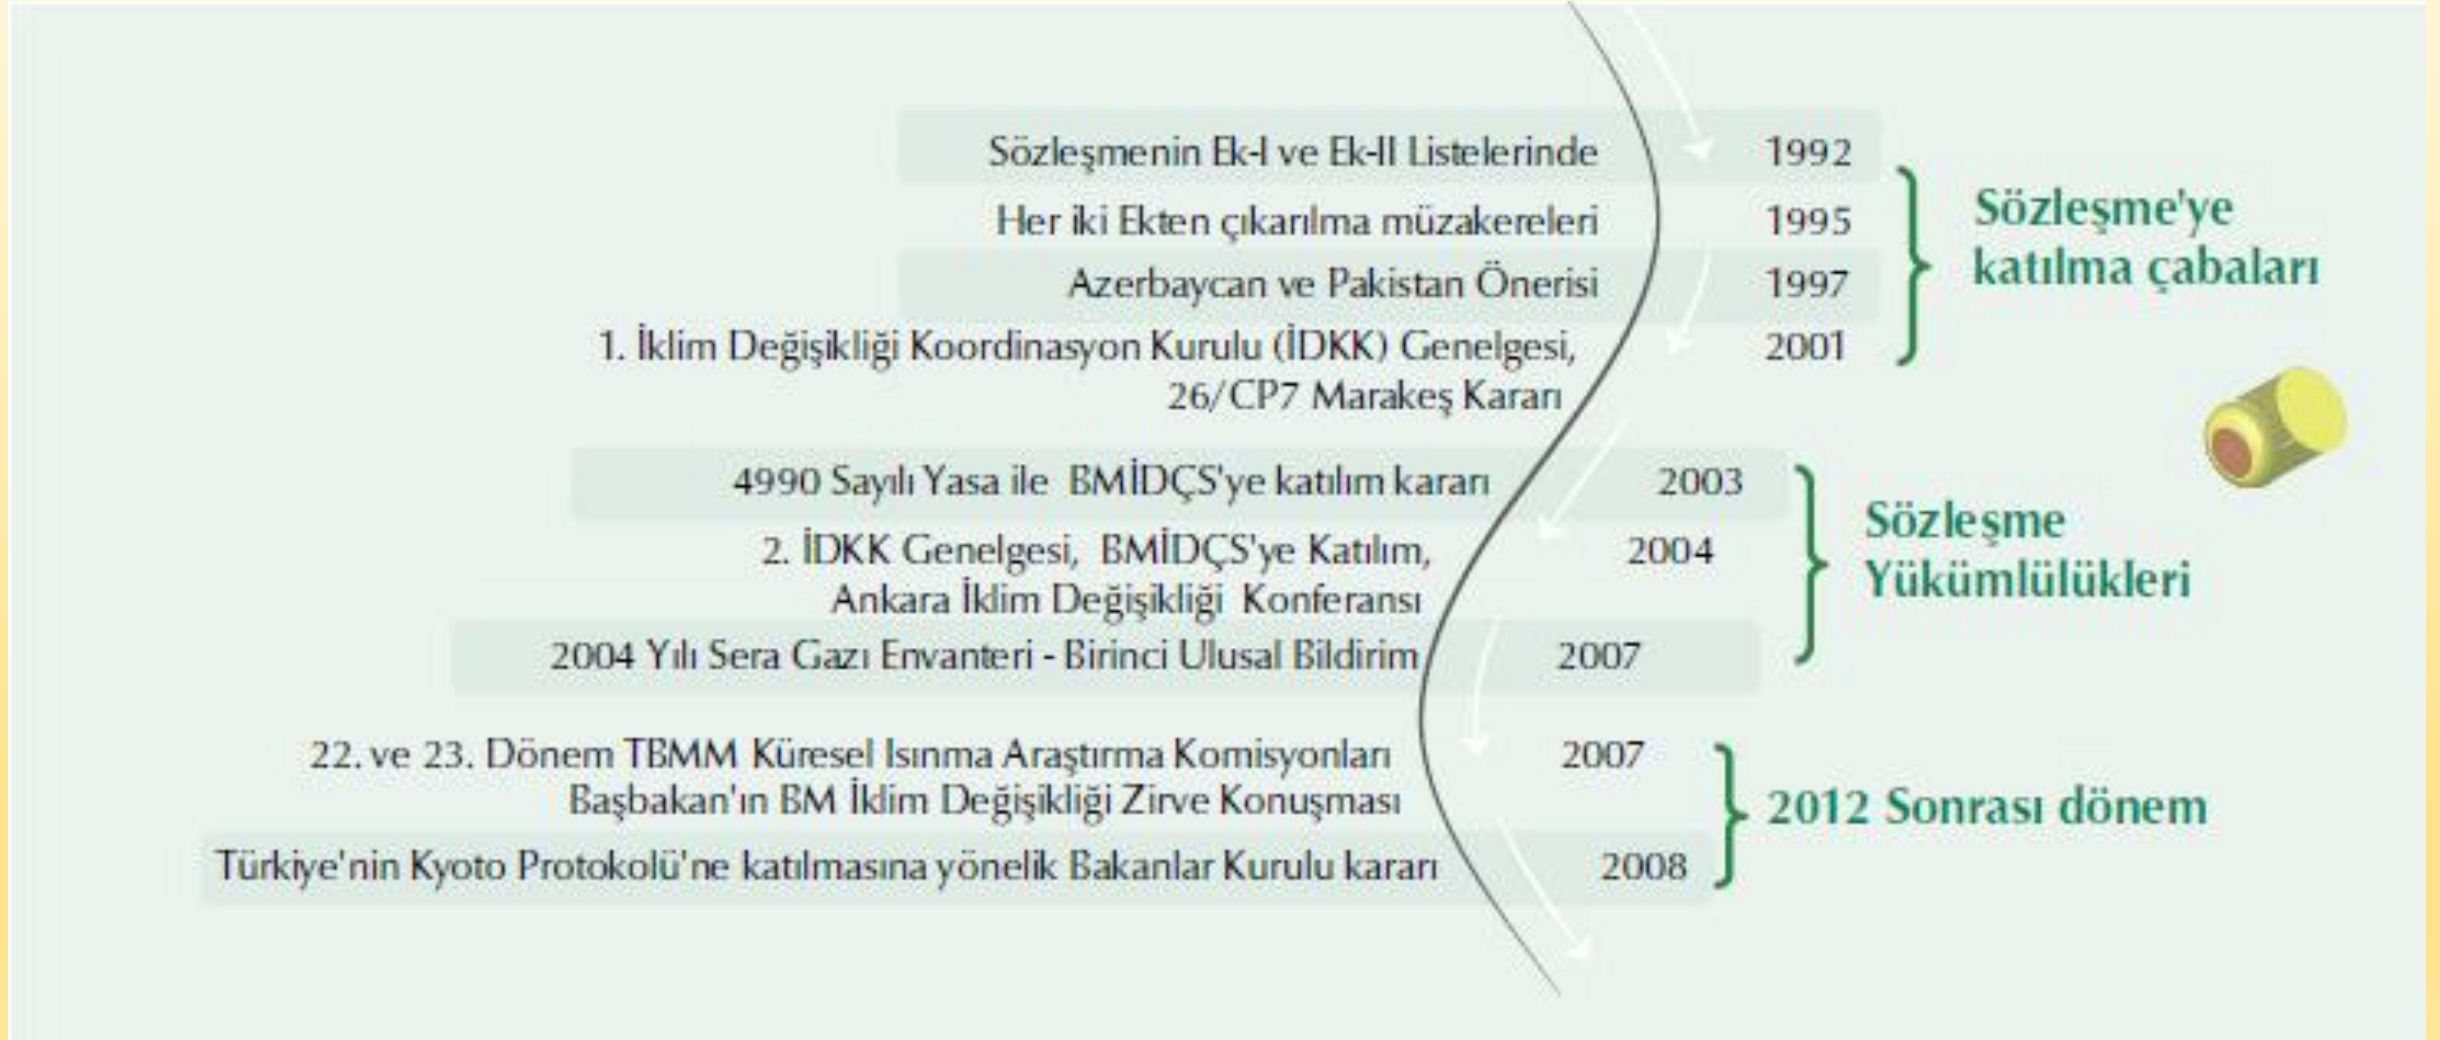 Sözleşmenin Ek-I ve Ek-II Listelerinde 1992
Her iki Ekten çıkarılma müzakereleri 1995
Azerbaycan ve Pakistan Önerisi 1997
Sözleşme'ye
katılma çabaları
1. İklim Değişikliği Koordinasyon Kurulu (İDKK) Genelgesi, 2001
26/CP7 Marakeş Kararı
4990 Sayılı Yasa ile BMİDÇS'ye katılım kararı 2003
2. İDKK Genelgesi, BMİDÇS'ye Katılım, 2004
Ankara İklim Değişikliği Konferansı
2004 Yılı Sera Gazı Envanteri - Birinci Ulusal Bildirim 2007
Sözleşme
Yükümlülükleri
22. ve 23. Dönem TBMM Küresel Isınma Araştırma Komisyonları 2007
Başbakan'ın BM İklim Değişikliği Zirve Konuşması
Türkiye'nin Kyoto Protokolü'ne katılmasına yönelik Bakanlar Kurulu kararı 2008
2012 Sonrası dönem